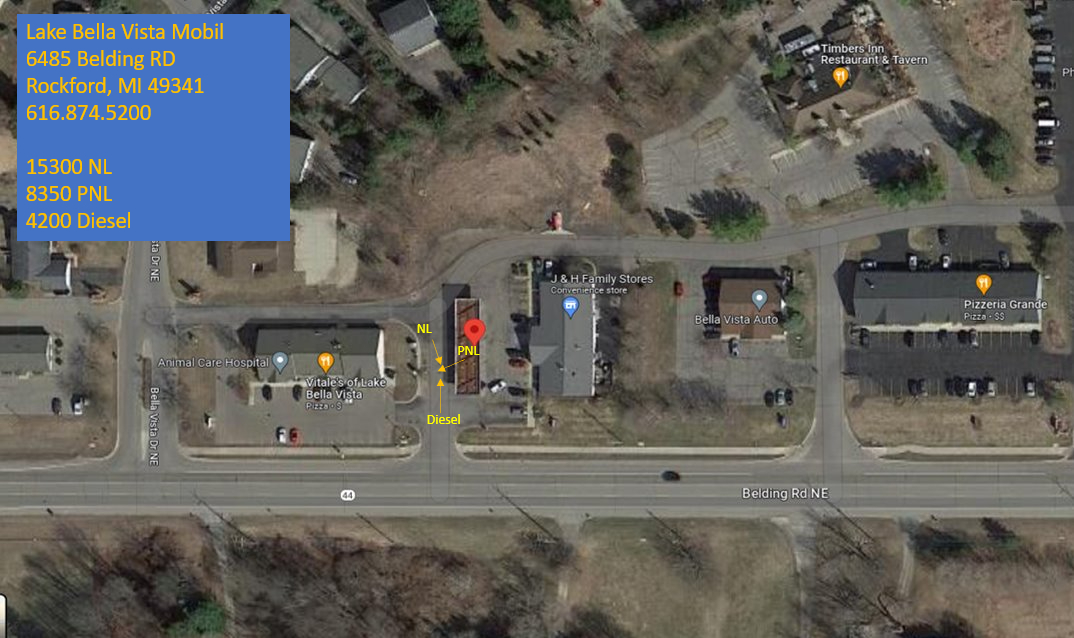 Lake Bella Vista Mobil
6485 Belding RD
Rockford, MI 49341
616.874.5200
15300 NL
8350 PNL
4200 Diesel
Timbers Inn
Restaurant & Tavern
Ph
sta Dr NE
J & H Family Stores
Convenience store
Pizzeria Grande
Pizza · $$
Bella Vista Auto
NL
PNL
Animal Care Hospital
Vitale's of Lake
Bella Vista
Pizza · $
Diesel
Bella Vista Dr NE
44
Belding Rd NE